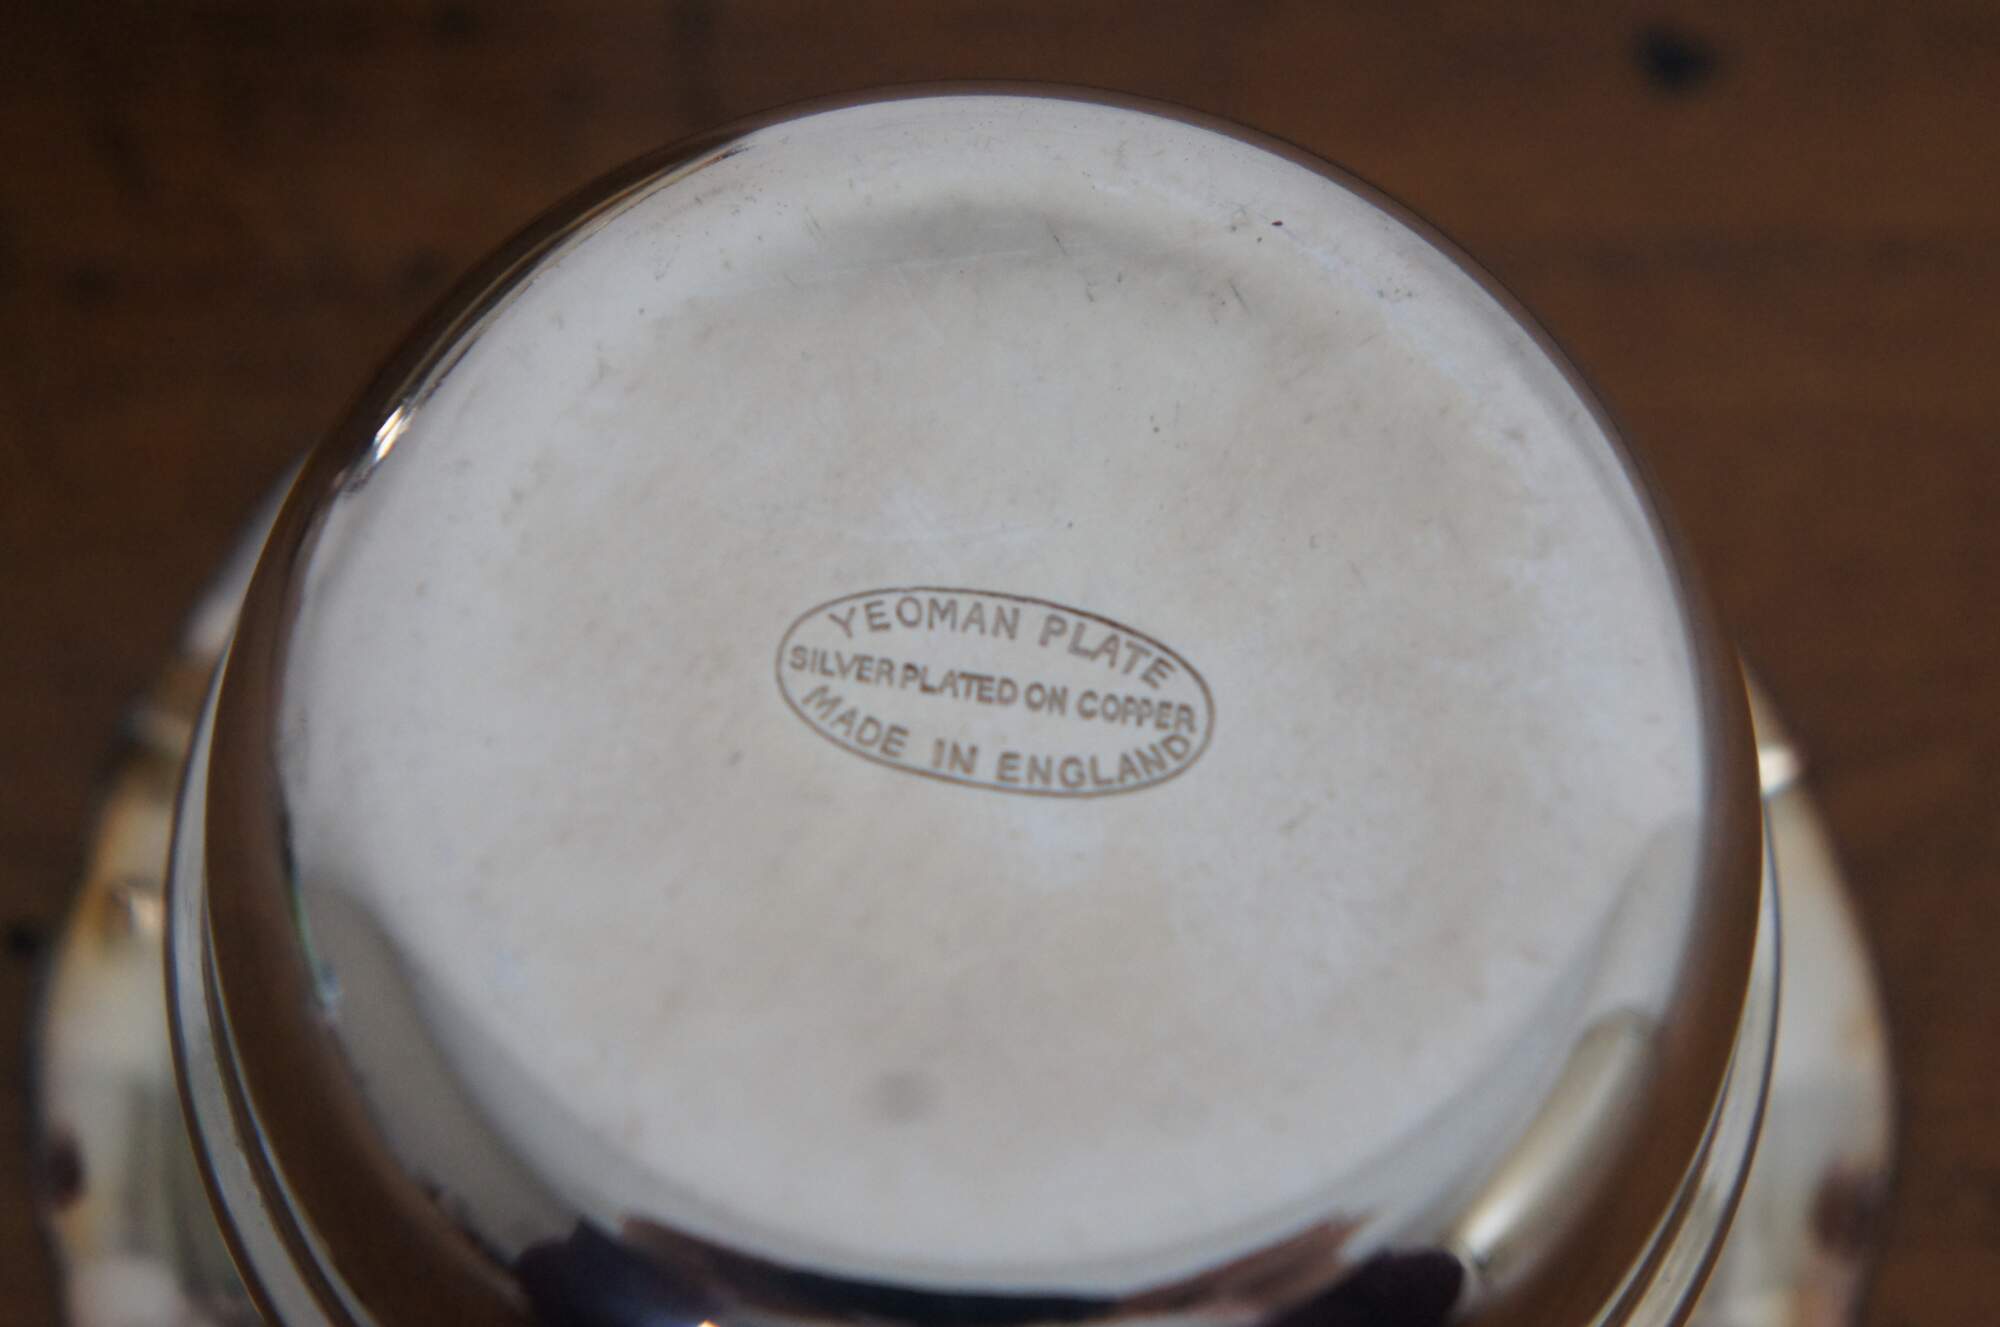 YEOMAN PLATE
SILVER PLATED ON COPPER
MADE IN ENGLAND